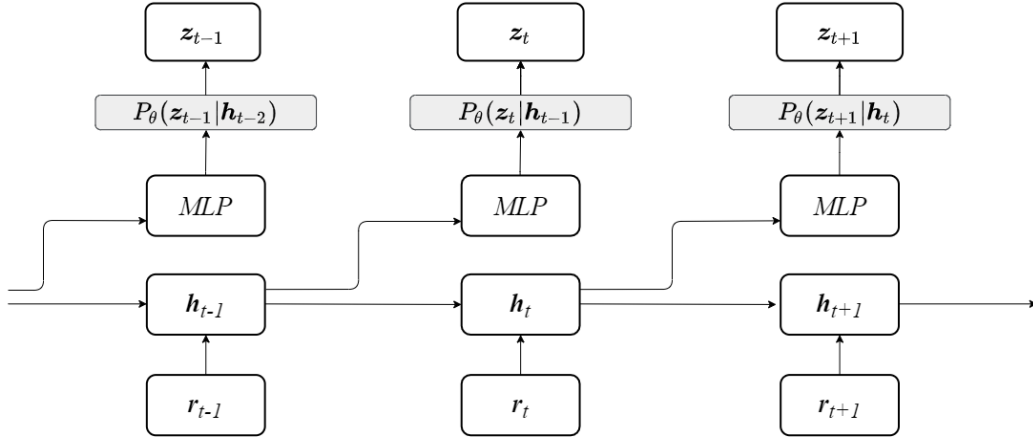 z_{t−1} z_t z_{t+1}
P_θ(z_{t−1}|h_{t−2}) P_θ(z_t|h_{t−1}) P_θ(z_{t+1}|h_t)
MLP MLP MLP
h_{t-1} h_t h_{t+1}
r_{t-1} r_t r_{t+1}